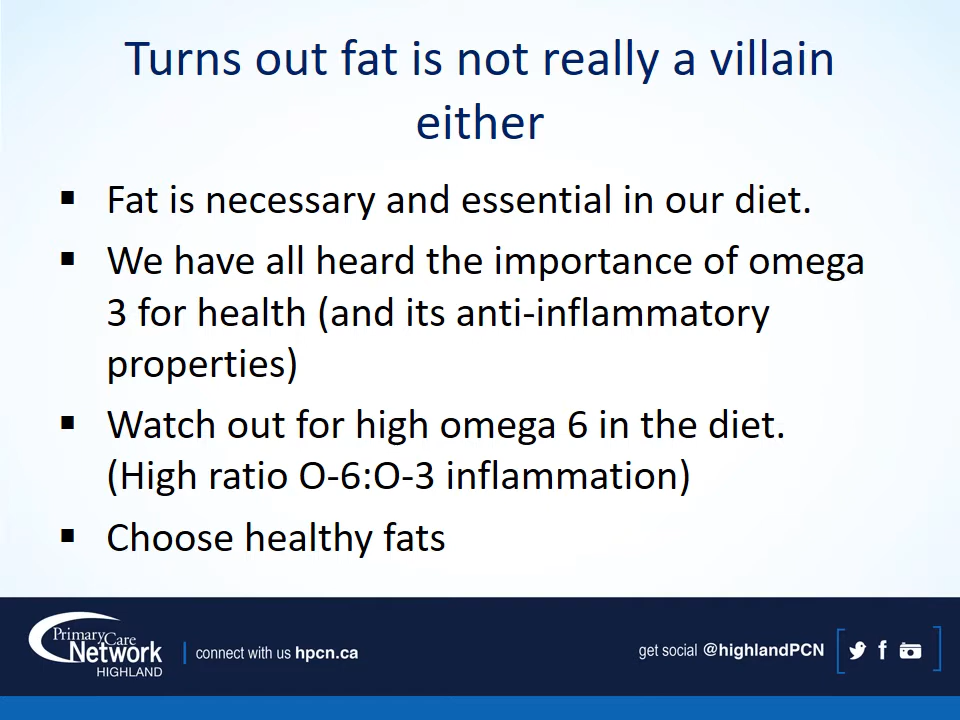 Turns out fat is not really a villain
either
▪ Fat is necessary and essential in our diet.
▪ We have all heard the importance of omega
3 for health (and its anti-inflammatory
properties)
▪ Watch out for high omega 6 in the diet.
(High ratio O-6:O-3 inflammation)
▪ Choose healthy fats
PrimaryCare
Network
HIGHLAND
connect with us hpcn.ca
get social @highlandPCN